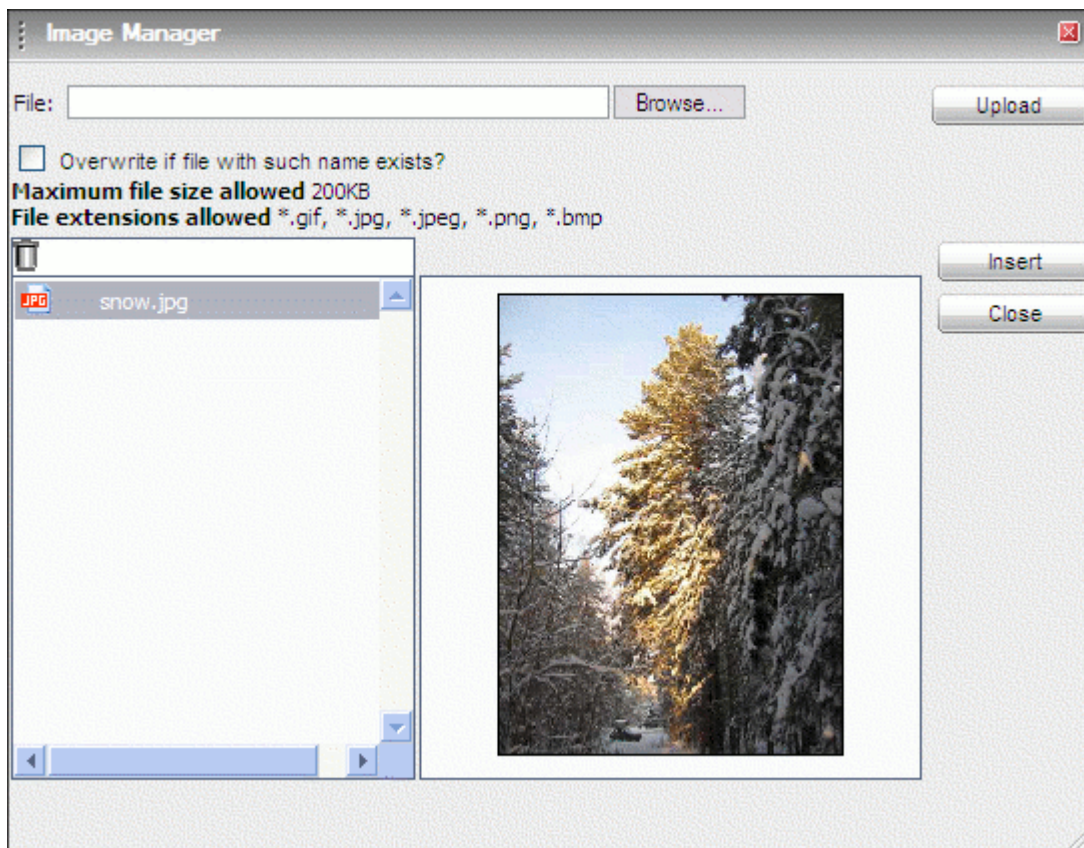 Image Manager
File: Browse... Upload
Overwrite if file with such name exists?
Maximum file size allowed 200KB
File extensions allowed *.gif, *.jpg, *.jpeg, *.png, *.bmp
Insert
JPG snow.jpg
Close